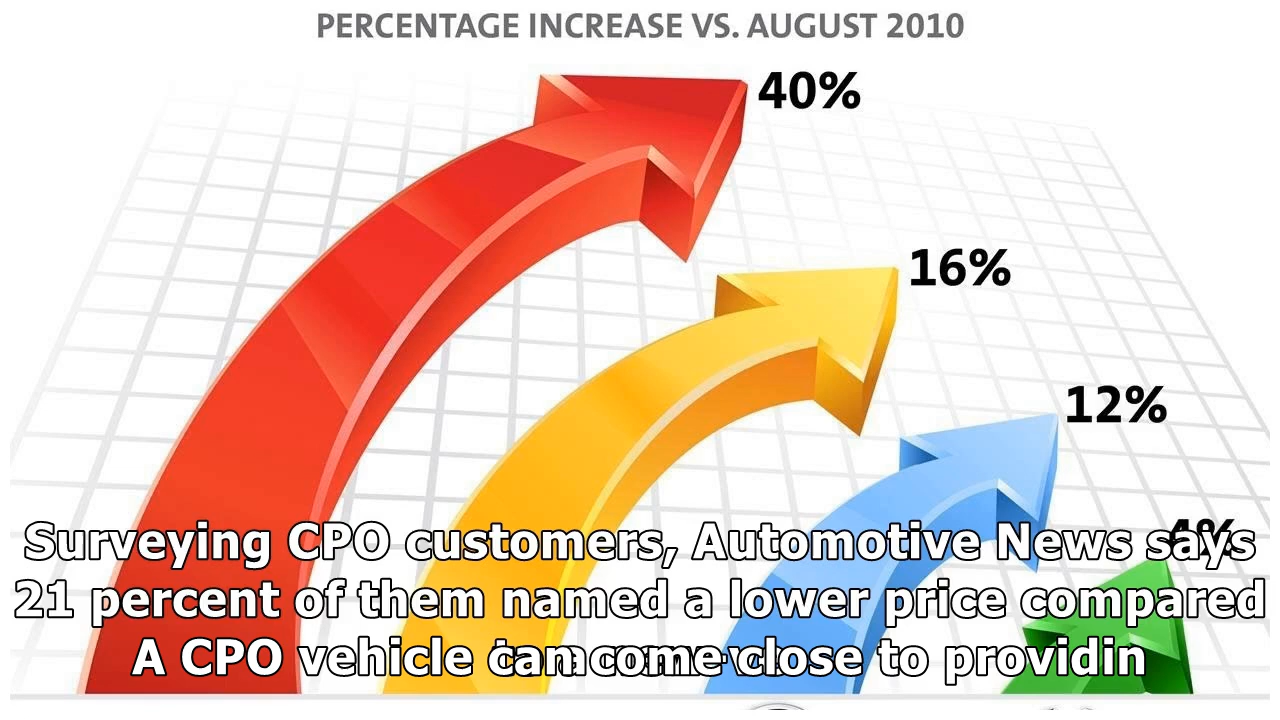 PERCENTAGE INCREASE VS. AUGUST 2010
40%
16%
12%
4%
Surveying CPO customers, Automotive News says
21 percent of them named a lower price compared
A CPO vehicle can come close to providin